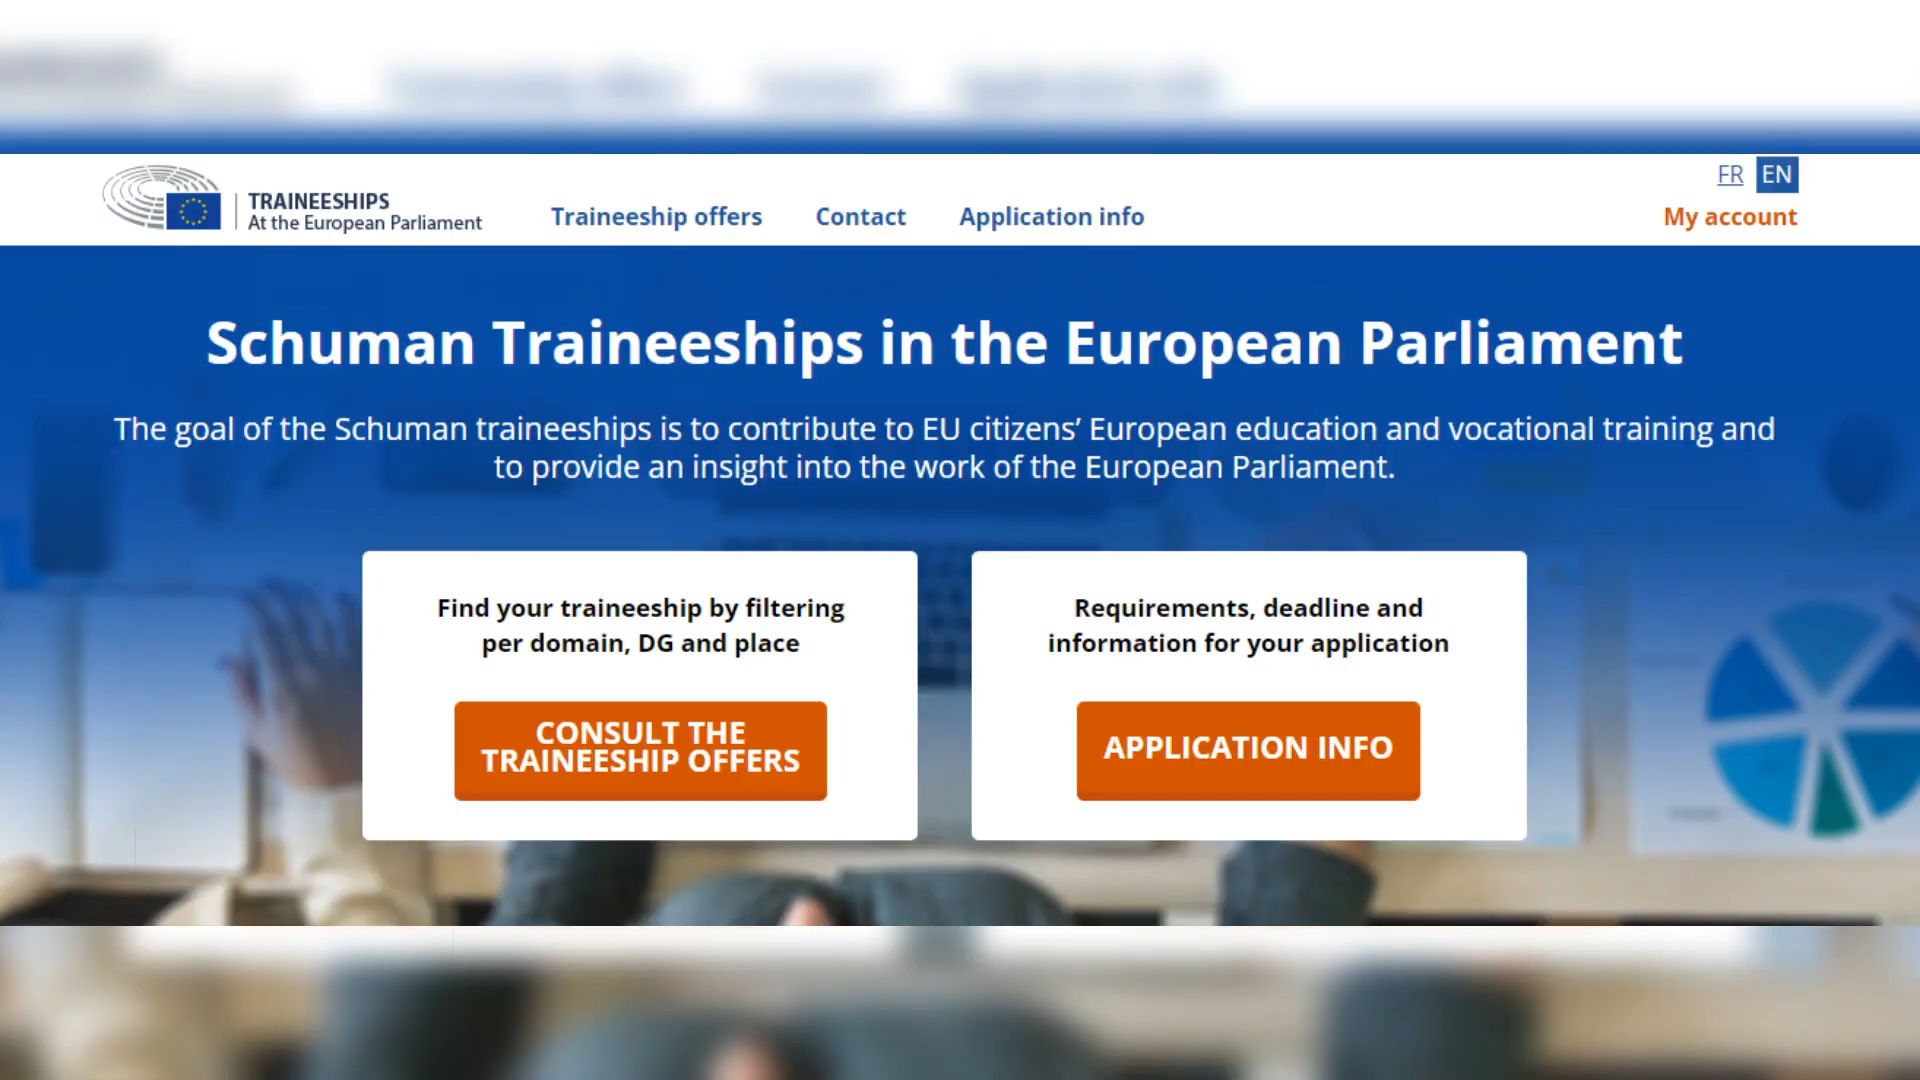 FR EN
TRAINEESHIPS
At the European Parliament
Traineeship offers Contact Application info My account
Schuman Traineeships in the European Parliament
The goal of the Schuman traineeships is to contribute to EU citizens’ European education and vocational training and
to provide an insight into the work of the European Parliament.
Find your traineeship by filtering
per domain, DG and place
CONSULT THE
TRAINEESHIP OFFERS
Requirements, deadline and
information for your application
APPLICATION INFO